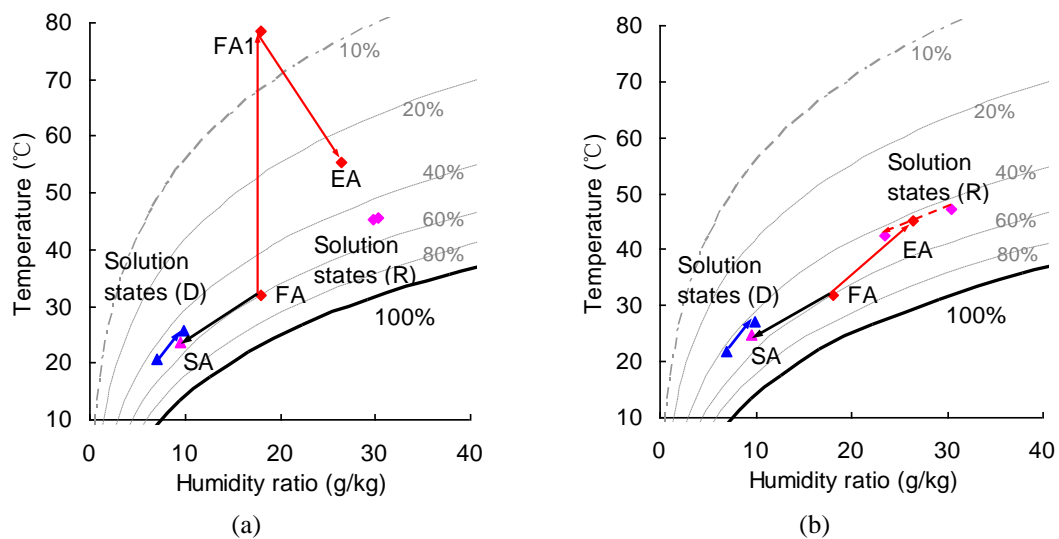 80
70
60
50
40
30
20
10
0
10
20
30
40
Temperature (℃)
Humidity ratio (g/kg)
FA1
10%
20%
EA
40%
60%
80%
Solution
states (D)
Solution
states (R)
FA
SA
100%
(a)
80
70
60
50
40
30
20
10
0
10
20
30
40
Temperature (℃)
Humidity ratio (g/kg)
10%
20%
Solution
states (R)
40%
60%
80%
EA
Solution
states (D)
FA
SA
100%
(b)